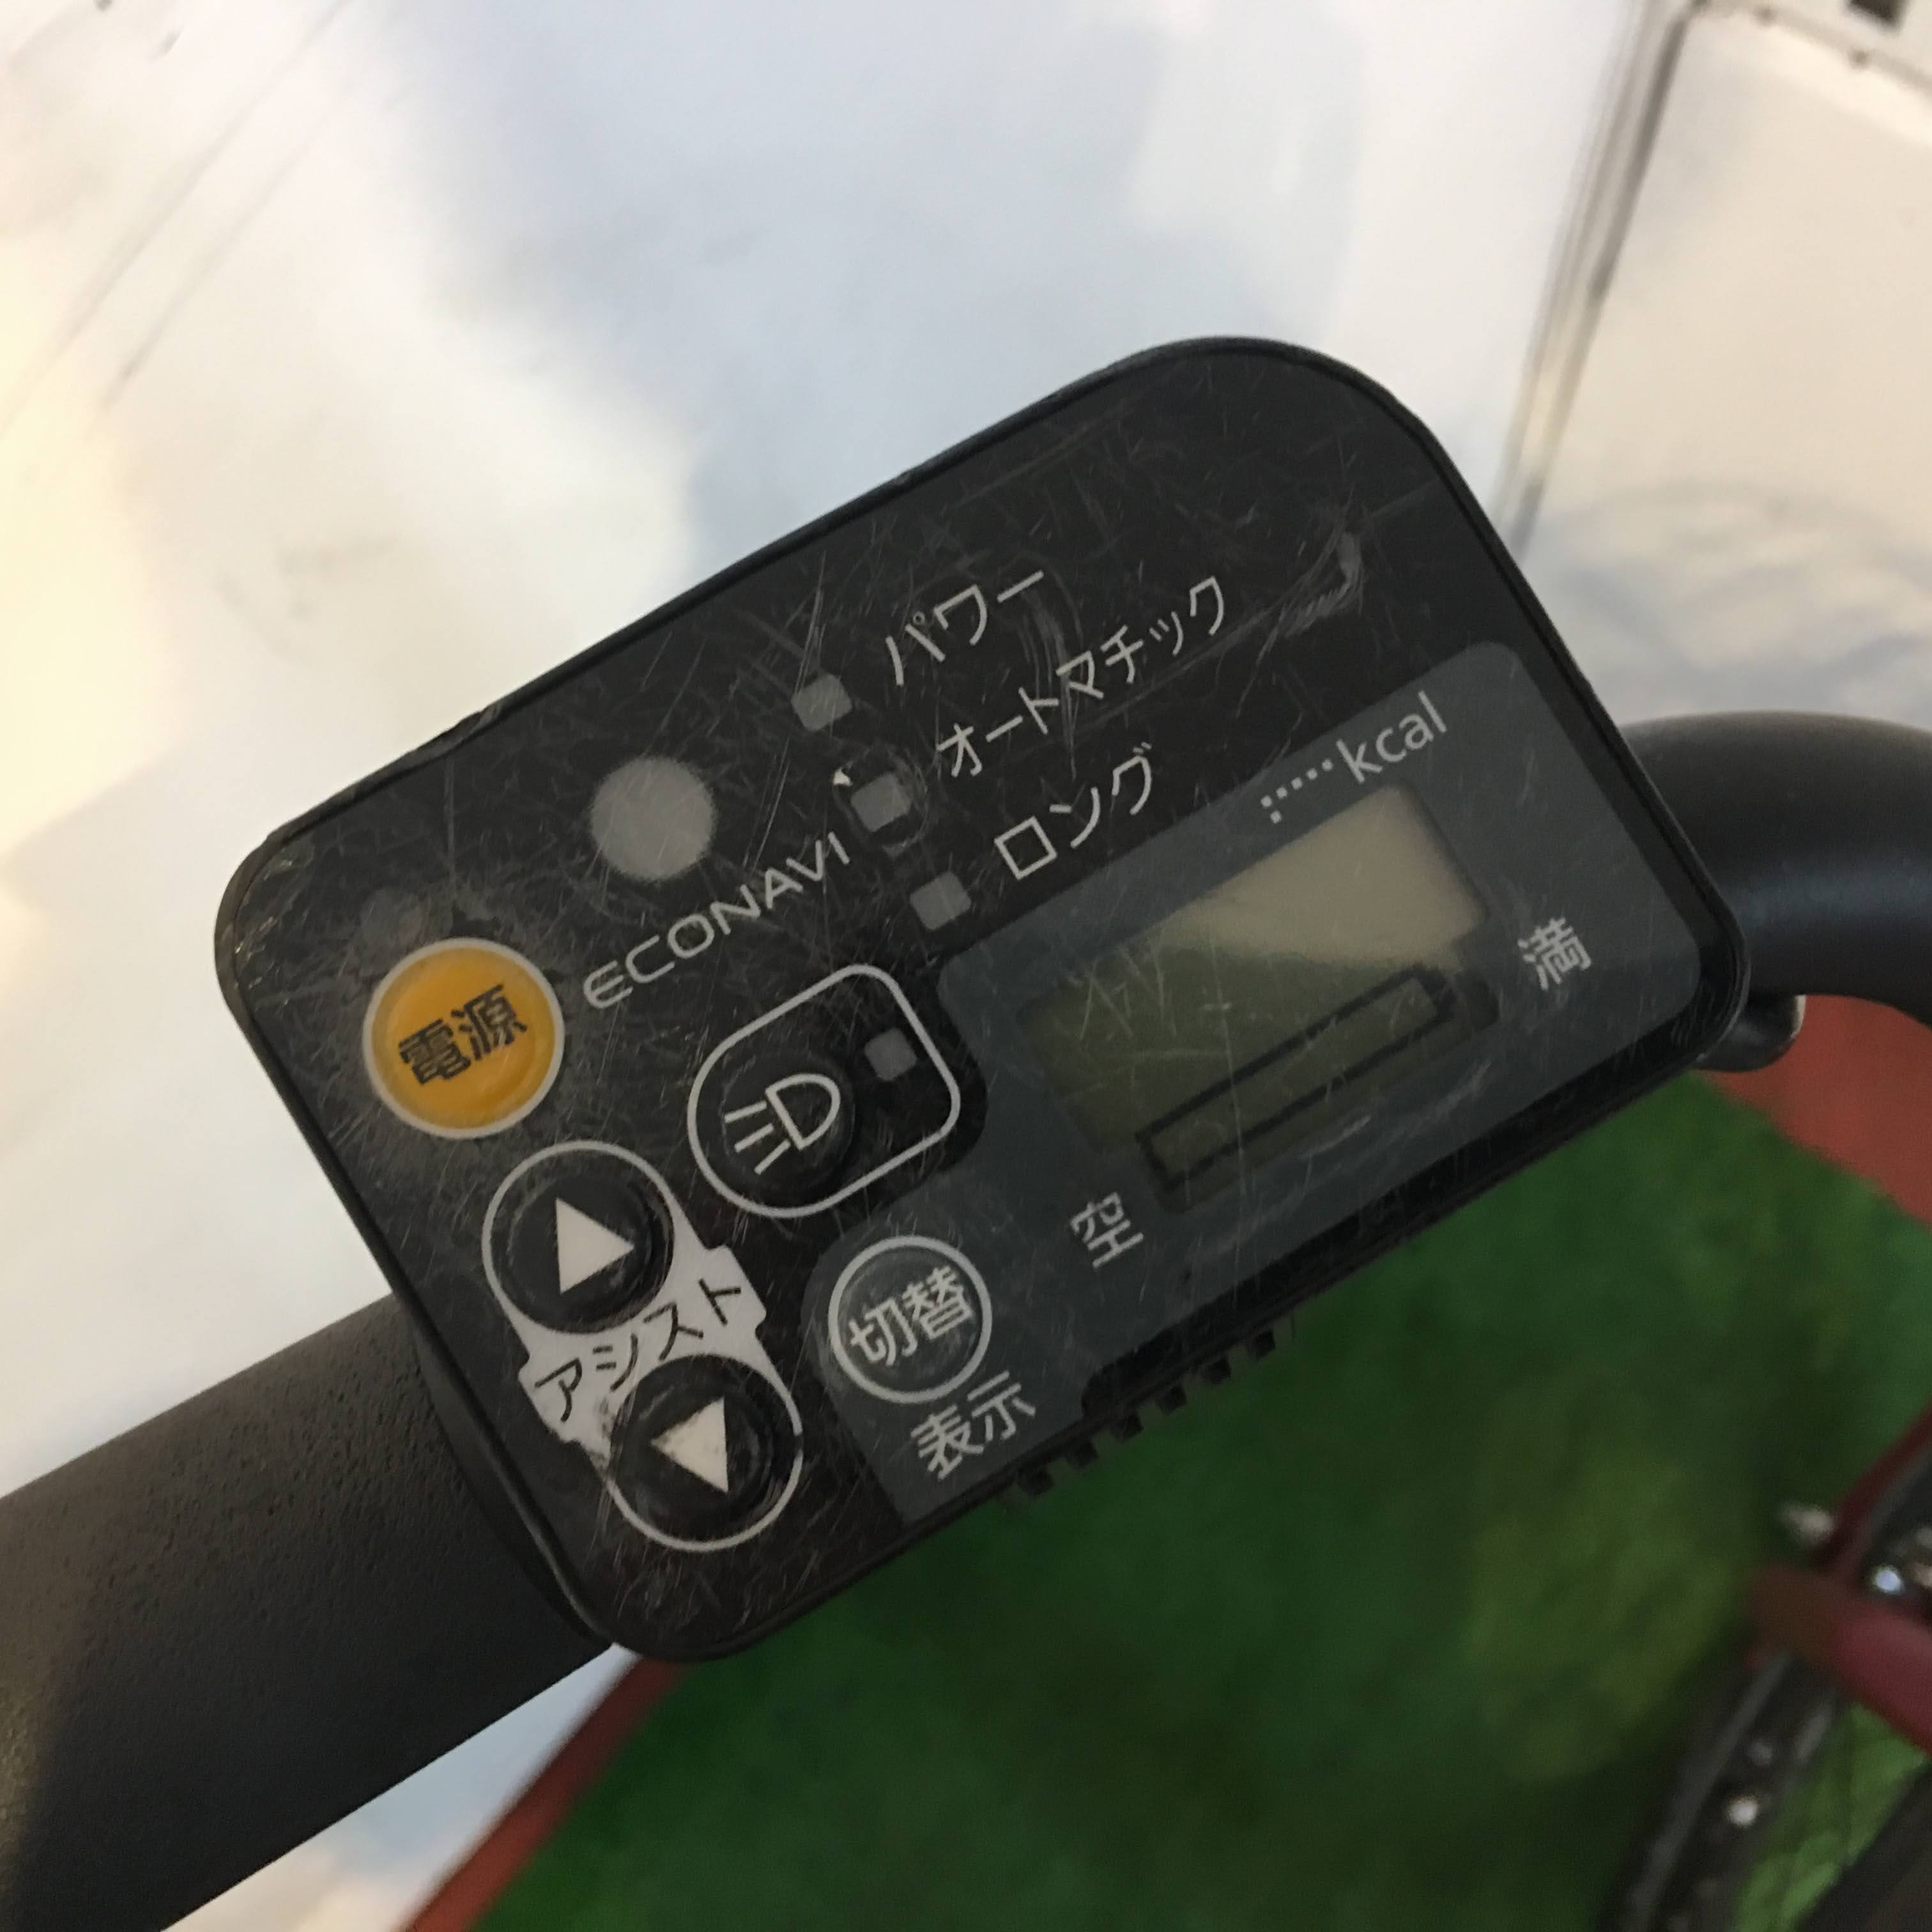 パワー
オートマチック
ロング
ECONAVI
電源
kcal
満
空
アシスト
切替
表示